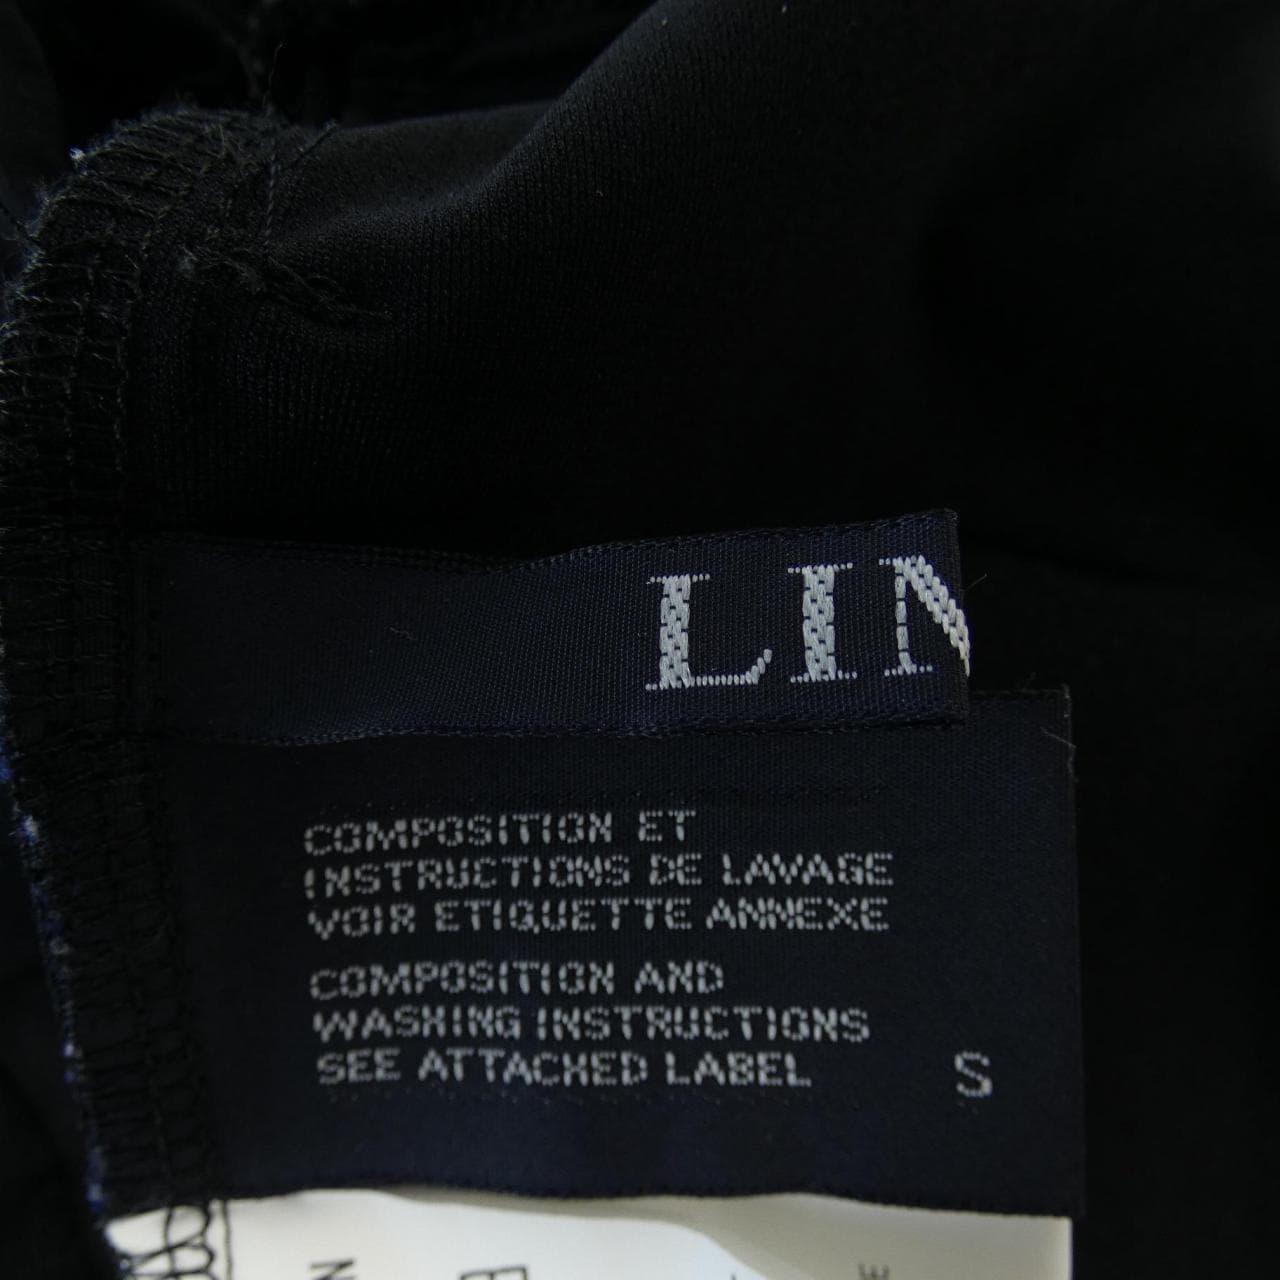 LIN
COMPOSITION ET
INSTRUCTIONS DE LAVAGE
VOIR ETIQUETTE ANNEXE
COMPOSITION AND
WASHING INSTRUCTIONS
SEE ATTACHED LABEL
S